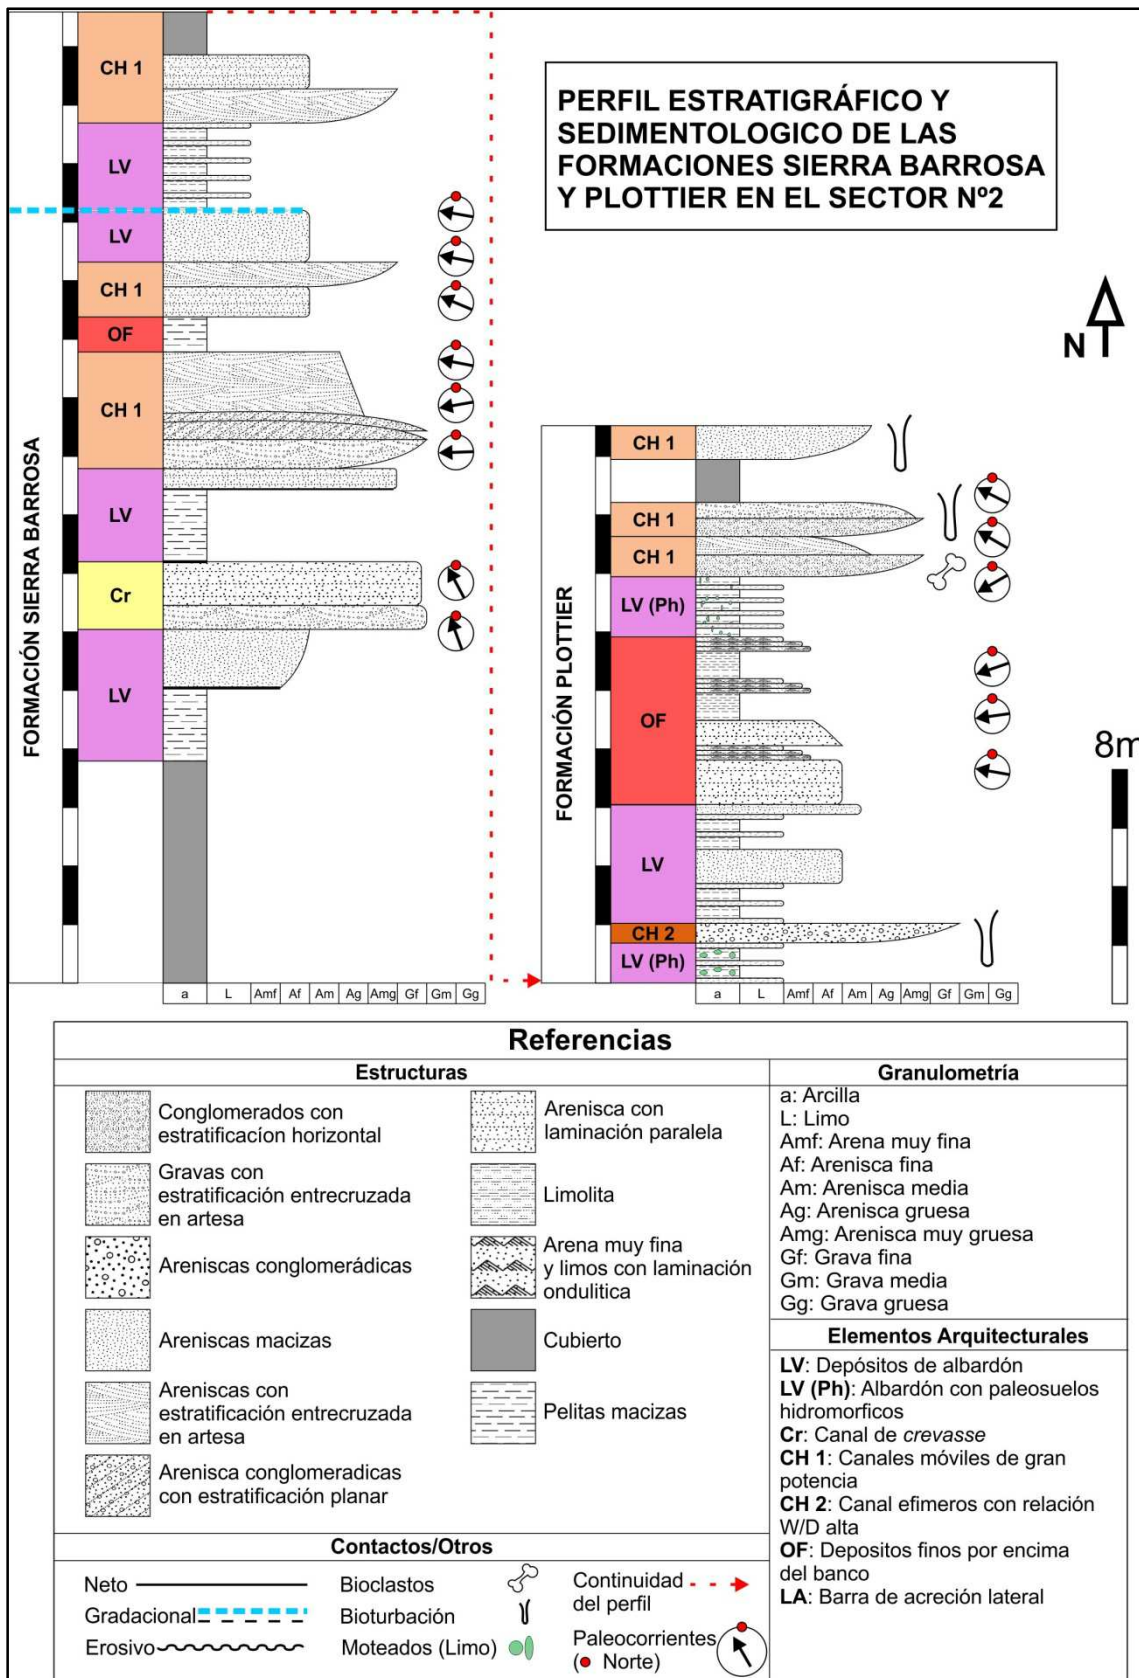 PERFIL ESTRATIGRÁFICO Y
SEDIMENTOLOGICO DE LAS
FORMACIONES SIERRA BARROSA
Y PLOTTIER EN EL SECTOR Nº2
N
8m
FORMACIÓN SIERRA BARROSA
CH 1
LV
LV
CH 1
OF
CH 1
LV
Cr
LV
a L Amf Af Am Ag Amg Gf Gm Gg
FORMACIÓN PLOTTIER
CH 1
CH 1
CH 1
LV (Ph)
OF
LV
CH 2
LV (Ph)
a L Amf Af Am Ag Amg Gf Gm Gg
Referencias
Estructuras
Conglomerados con
estratificacíon horizontal
Gravas con
estratificación entrecruzada
en artesa
Areniscas conglomerádicas
Areniscas macizas
Areniscas con
estratificación entrecruzada
en artesa
Arenisca conglomeradicas
con estratificación planar
Arenisca con
laminación paralela
Limolita
Arena muy fina
y limos con laminación
ondulitica
Cubierto
Pelitas macizas
Granulometría
a: Arcilla
L: Limo
Amf: Arena muy fina
Af: Arenisca fina
Am: Arenisca media
Ag: Arenisca gruesa
Amg: Arenisca muy gruesa
Gf: Grava fina
Gm: Grava media
Gg: Grava gruesa
Elementos Arquitecturales
LV: Depósitos de albardón
LV (Ph): Albardón con paleosuelos
hidromorficos
Cr: Canal de crevasse
CH 1: Canales móviles de gran
potencia
CH 2: Canal efimeros con relación
W/D alta
OF: Depositos finos por encima
del banco
LA: Barra de acreción lateral
Contactos/Otros
Neto
Gradacional
Erosivo
Bioclastos
Bioturbación
Moteados (Limo)
Continuidad
del perfil
Paleocorrientes
( Norte)